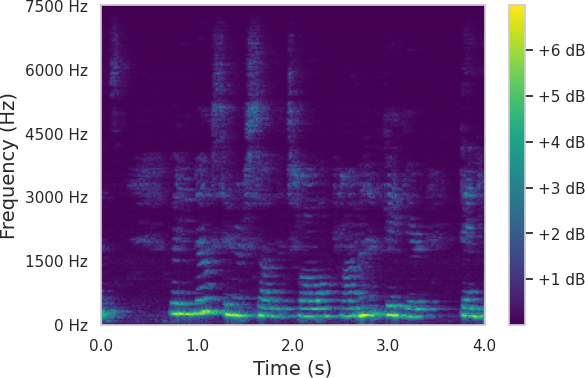 7500 Hz
6000 Hz
4500 Hz
3000 Hz
1500 Hz
0 Hz
Frequency (Hz)
0.0 1.0 2.0 3.0 4.0
Time (s)
+6 dB
+5 dB
+4 dB
+3 dB
+2 dB
+1 dB